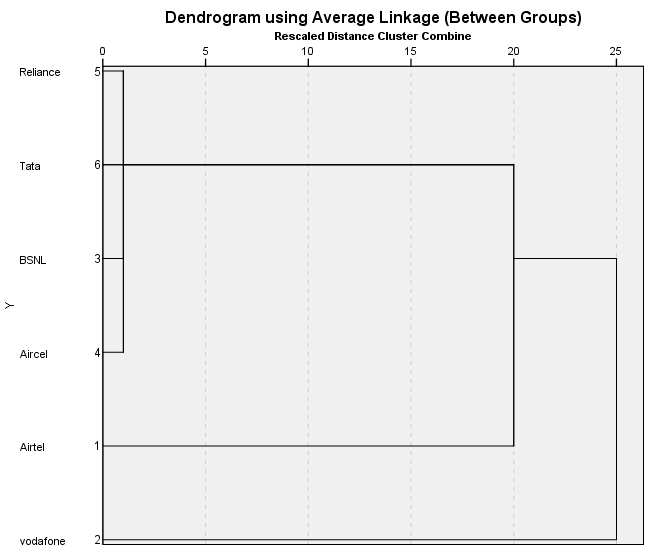 Dendrogram using Average Linkage (Between Groups)
Rescaled Distance Cluster Combine
0 5 10 15 20 25
Reliance 5
Tata 6
BSNL 3
Y
Aircel 4
Airtel 1
vodafone 2